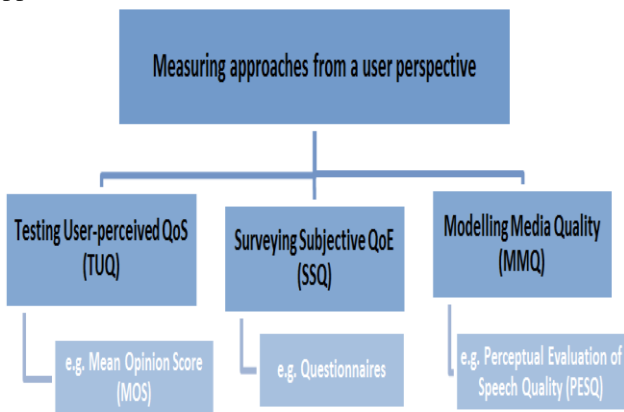 Measuring approaches from a user perspective
Testing User-perceived QoS
(TUQ)
Surveying Subjective QoE
(SSQ)
Modelling Media Quality
(MMQ)
e.g. Mean Opinion Score
(MOS)
e.g. Questionnaires
e.g. Perceptual Evaluation of
Speech Quality (PESQ)